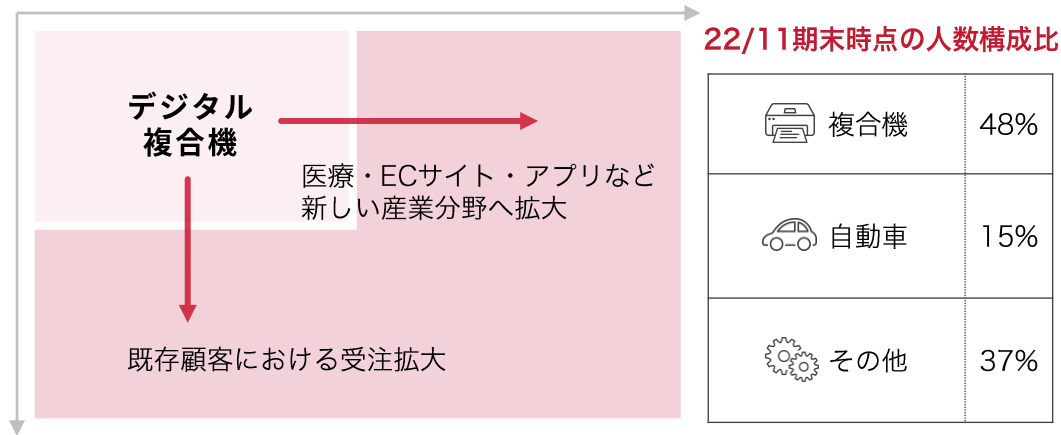 デジタル
複合機
医療・ECサイト・アプリなど
新しい産業分野へ拡大
既存顧客における受注拡大
22/11期末時点の人数構成比
複合機 48%
自動車 15%
その他 37%